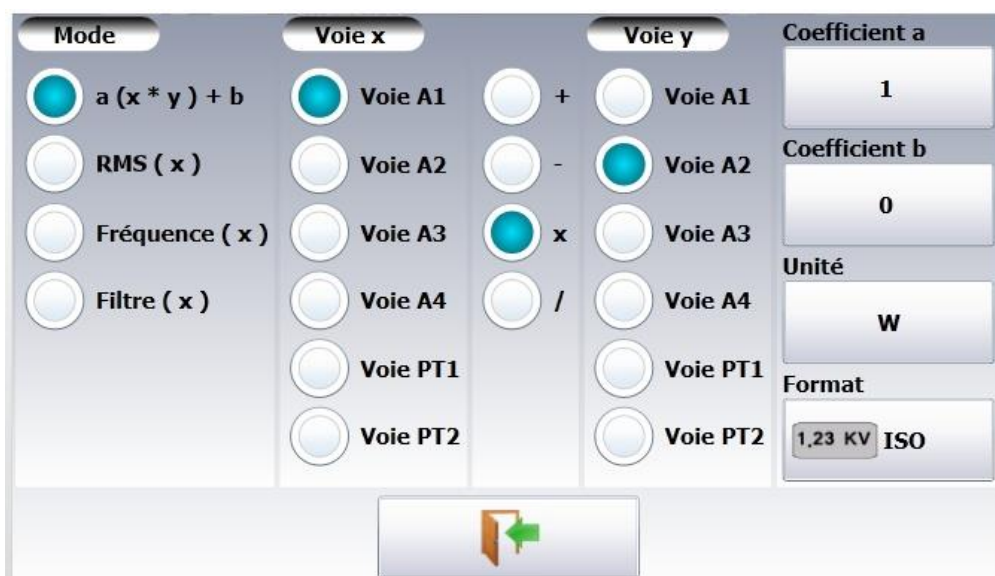 Mode
a (x * y ) + b
RMS ( x )
Fréquence ( x )
Filtre ( x )
Voie x
Voie A1
Voie A2
Voie A3
Voie A4
Voie PT1
Voie PT2
+
-
x
/
Voie y
Voie A1
Voie A2
Voie A3
Voie A4
Voie PT1
Voie PT2
Coefficient a
1
Coefficient b
0
Unité
W
Format
1,23 KV ISO